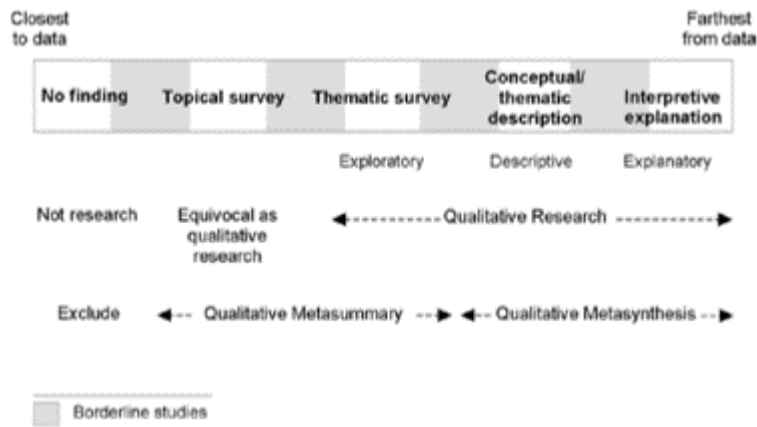 Closest
to data
Farthest
from data
No finding
Topical survey
Thematic survey
Conceptual/
thematic
description
Interpretive
explanation
Exploratory
Descriptive
Explanatory
Not research
Equivocal as
qualitative
research
Qualitative Research
Exclude
Qualitative Metasummary
Qualitative Metasynthesis
Borderline studies